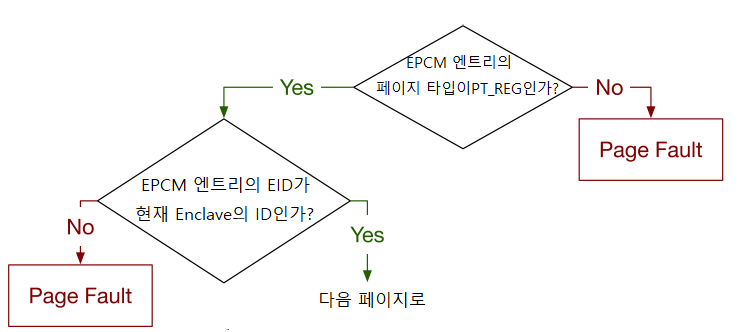 EPCM 엔트리의
페이지 타입이PT_REG인가?
Yes
No
Page Fault
EPCM 엔트리의 EID가
현재 Enclave의 ID인가?
No
Yes
Page Fault
다음 페이지로